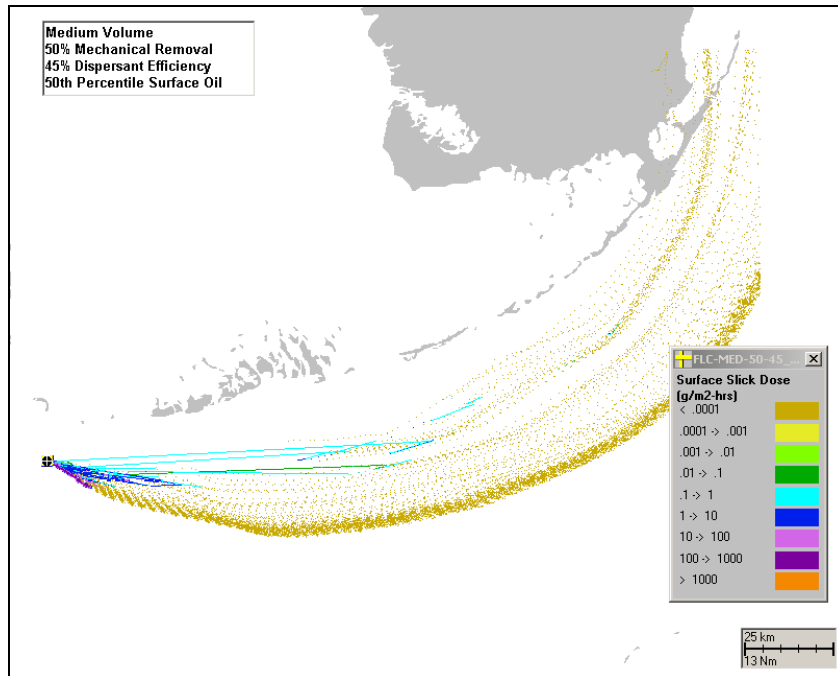 Medium Volume
50% Mechanical Removal
45% Dispersant Efficiency
50th Percentile Surface Oil
FLC-MED-50-45_...
Surface Slick Dose
(g/m2-hrs)
< .0001
.0001 -> .001
.001 -> .01
.01 -> .1
.1 -> 1
1 -> 10
10 -> 100
100 -> 1000
> 1000
25 km
13 Nm